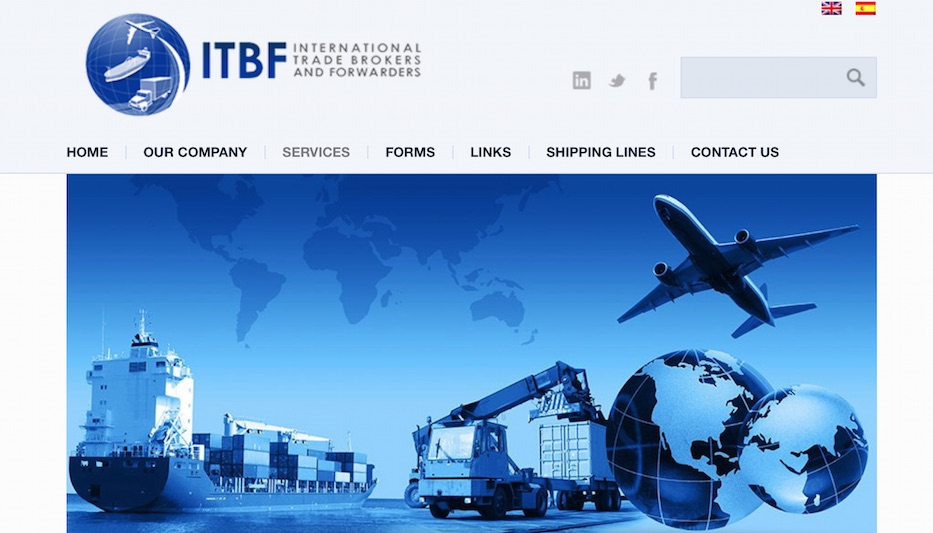 ITBF INTERNATIONAL
TRADE BROKERS
AND FORWARDERS
HOME OUR COMPANY SERVICES FORMS LINKS SHIPPING LINES CONTACT US